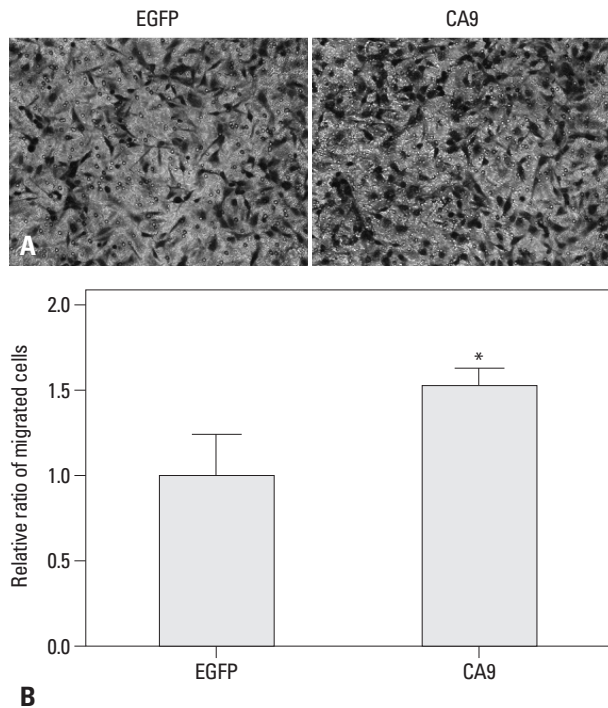 EGFP CA9
A
2.0
1.5
1.0
0.5
0.0
Relative ratio of migrated cells
*
EGFP CA9
B